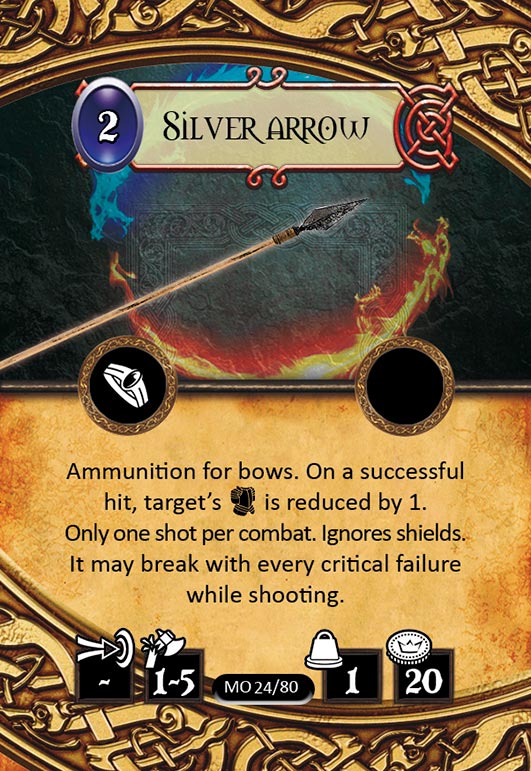 2
SILVER ARROW
Ammunition for bows. On a successful
hit, target's is reduced by 1.
Only one shot per combat. Ignores shields.
It may break with every critical failure
while shooting.
- 1-5 MO 24/80 1 20